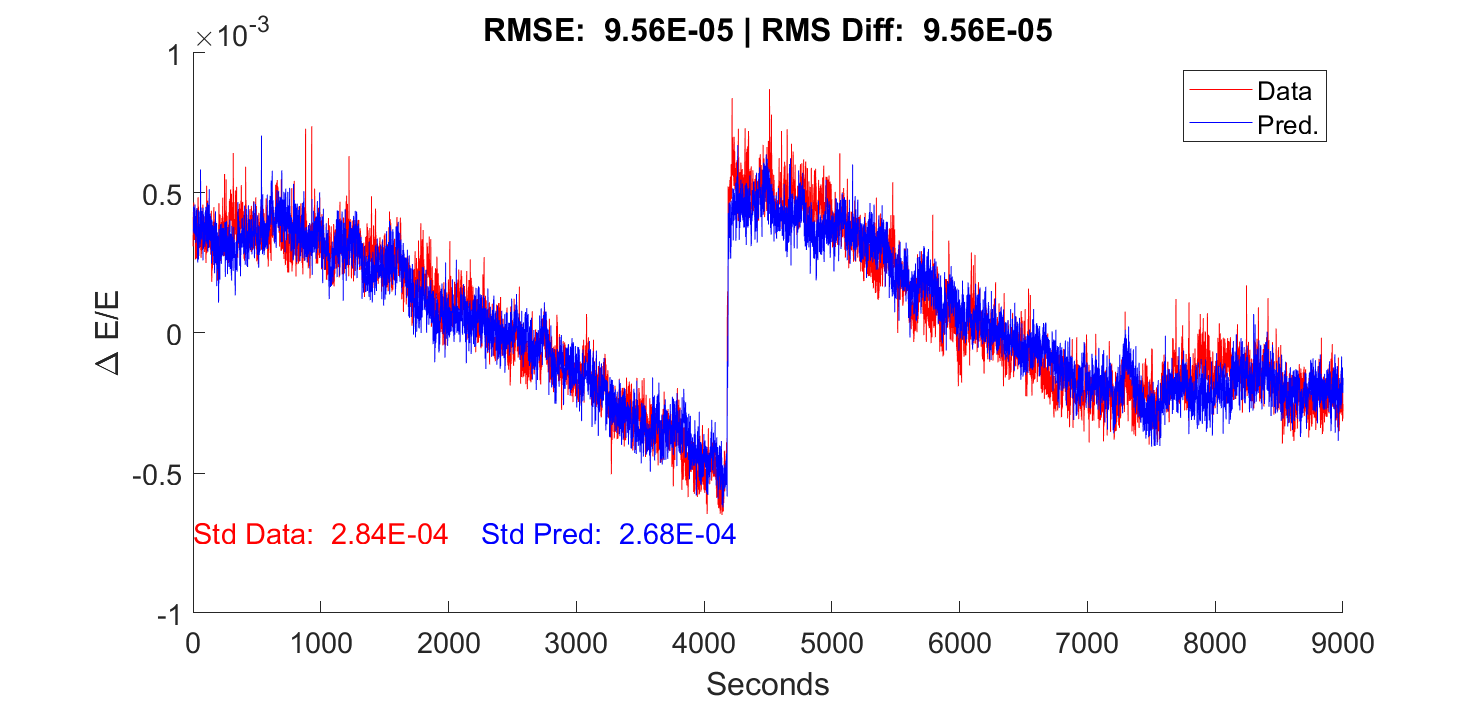 RMSE: 9.56E-05 | RMS Diff: 9.56E-05
×10-3
1
0.5
0
-0.5
-1
Δ E/E
Data
Pred.
Std Data: 2.84E-04 Std Pred: 2.68E-04
0 1000 2000 3000 4000 5000 6000 7000 8000 9000
Seconds